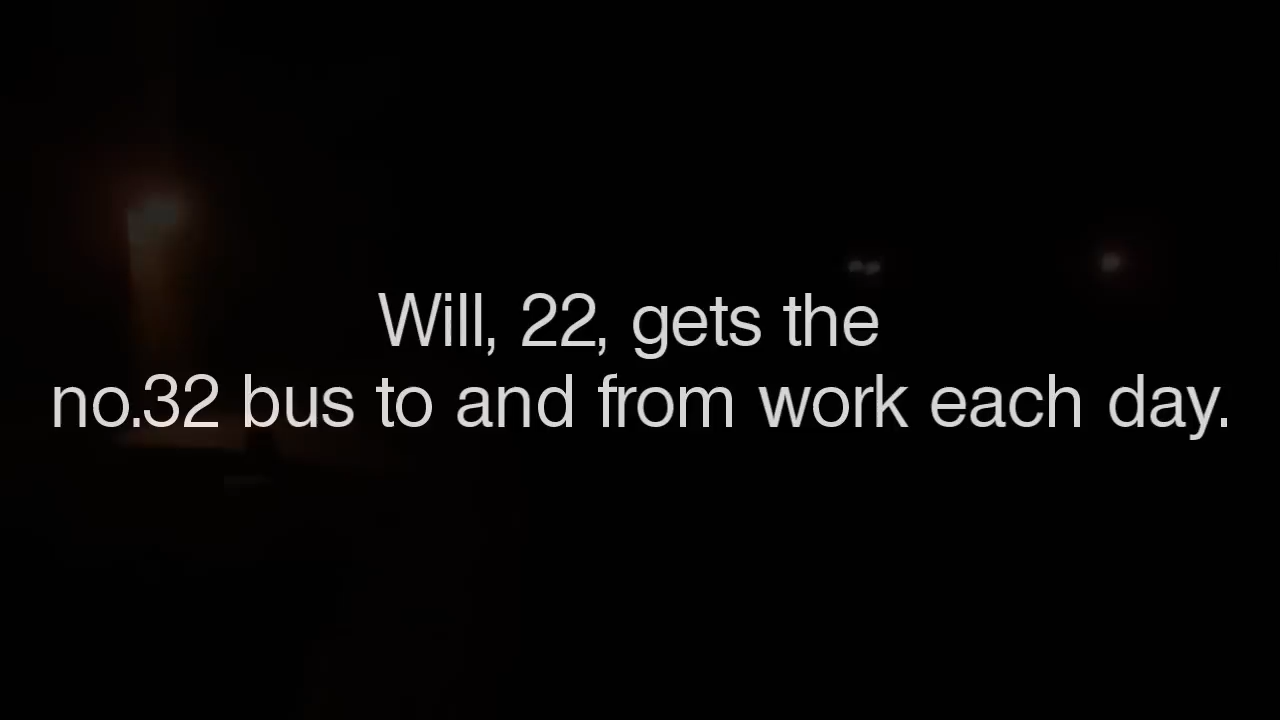 Will, 22, gets the
no.32 bus to and from work each day.